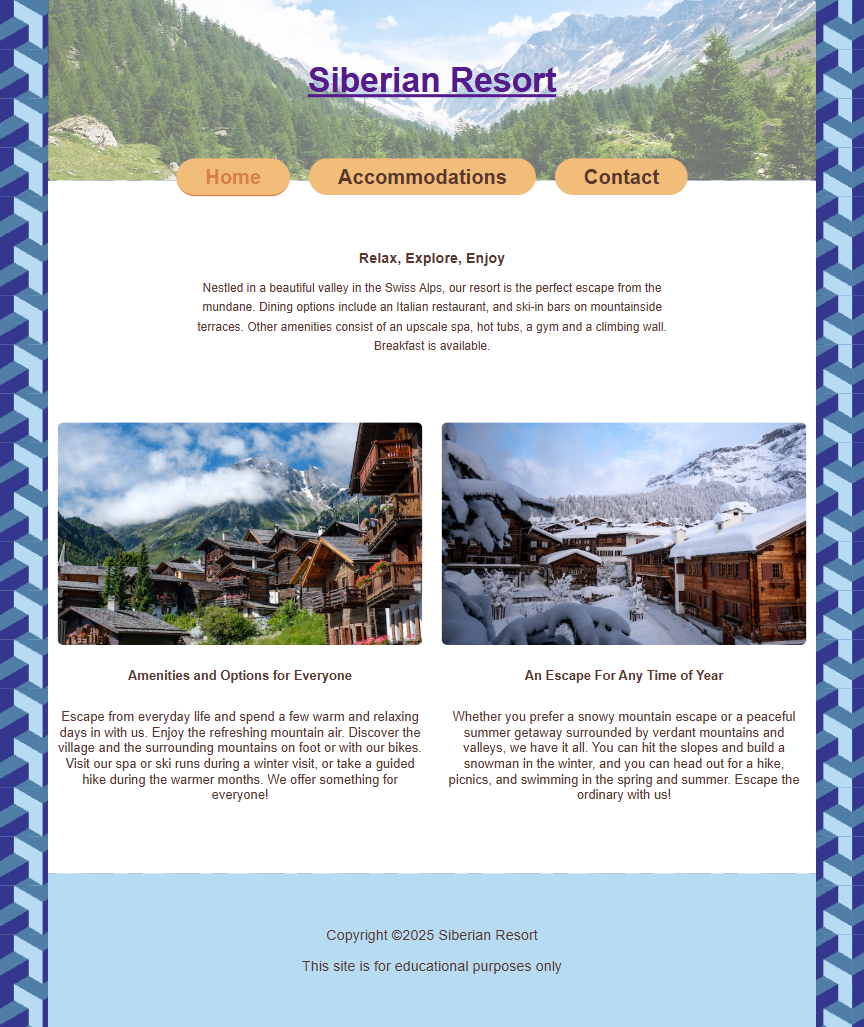 Siberian Resort
Home Accommodations Contact
Relax, Explore, Enjoy
Nestled in a beautiful valley in the Swiss Alps, our resort is the perfect escape from the
mundane. Dining options include an Italian restaurant, and ski-in bars on mountainside
terraces. Other amenities consist of an upscale spa, hot tubs, a gym and a climbing wall.
Breakfast is available.
Amenities and Options for Everyone
Escape from everyday life and spend a few warm and relaxing
days in with us. Enjoy the refreshing mountain air. Discover the
village and the surrounding mountains on foot or with our bikes.
Visit our spa or ski runs during a winter visit, or take a guided
hike during the warmer months. We offer something for
everyone!
An Escape For Any Time of Year
Whether you prefer a snowy mountain escape or a peaceful
summer getaway surrounded by verdant mountains and
valleys, we have it all. You can hit the slopes and build a
snowman in the winter, and you can head out for a hike,
picnics, and swimming in the spring and summer. Escape the
ordinary with us!
Copyright ©2025 Siberian Resort
This site is for educational purposes only